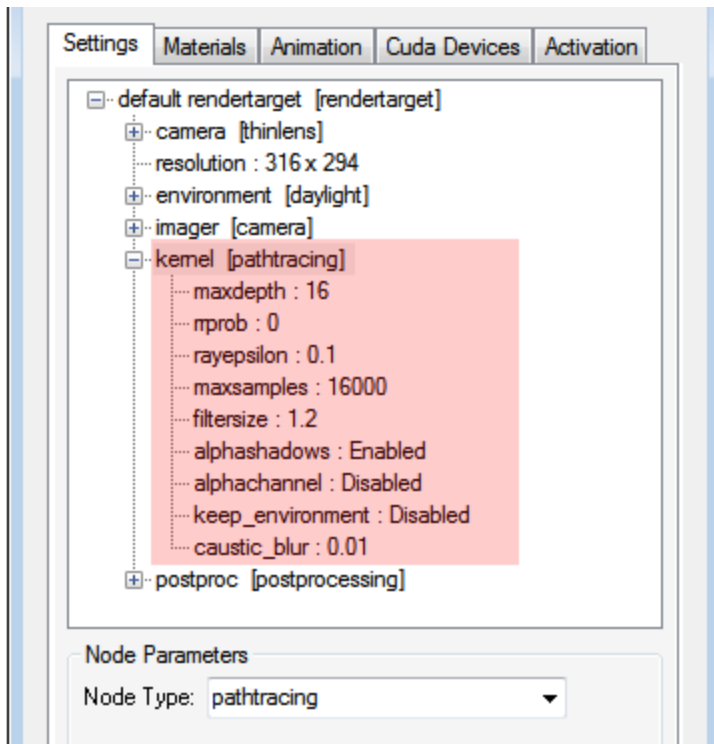 Settings Materials Animation Cuda Devices Activation
default rendertarget [rendertarget]
camera [thinlens]
resolution : 316 x 294
environment [daylight]
imager [camera]
kernel [pathtracing]
maxdepth : 16
rrprob : 0
rayepsilon : 0.1
maxsamples : 16000
filtersize : 1.2
alphashadows : Enabled
alphachannel : Disabled
keep_environment : Disabled
caustic_blur : 0.01
postproc [postprocessing]
Node Parameters
Node Type: pathtracing